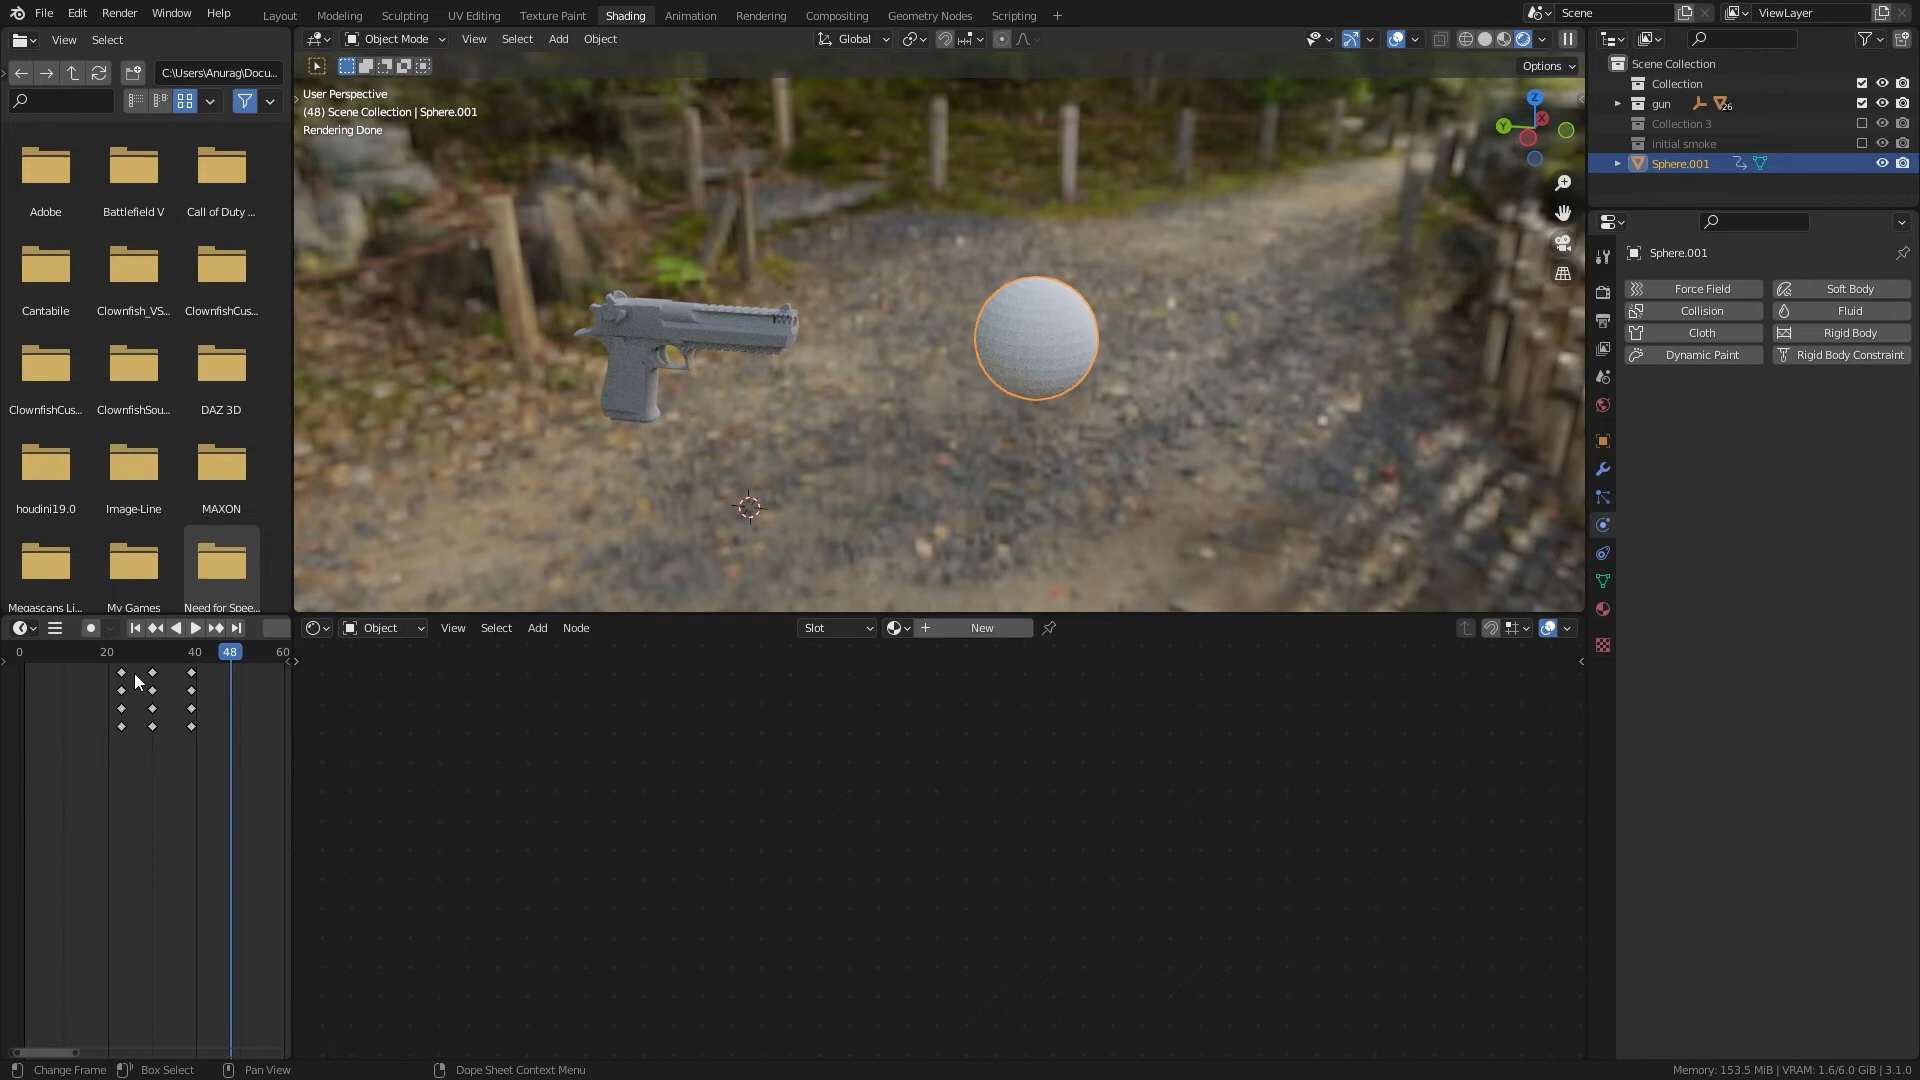 File Edit Render Window Help
Layout Modeling Sculpting UV Editing Texture Paint Shading Animation Rendering Compositing Geometry Nodes Scripting +
Scene
ViewLayer
View Select
Object Mode View Select Add Object
Global
C:\Users\Anurag\Docu...
Options
User Perspective
(48) Scene Collection | Sphere.001
Rendering Done
Z
Y
X
Adobe
Battlefield V
Call of Duty ...
Cantabile
Clownfish_VS...
ClownfishCus...
ClownfishCus...
ClownfishSou...
DAZ 3D
houdini19.0
Image-Line
MAXON
Megascans Li...
My Games
Need for Spee...
Scene Collection
Collection
gun
26
Collection 3
initial smoke
Sphere.001
Sphere.001
Force Field
Soft Body
Collision
Fluid
Cloth
Rigid Body
Dynamic Paint
Rigid Body Constraint
Object View Select Add Node
Slot
New
0 20 40 48 60
Change Frame
Box Select
Pan View
Dope Sheet Context Menu
Memory: 153.5 MiB | VRAM: 1.6/6.0 GiB | 3.1.0